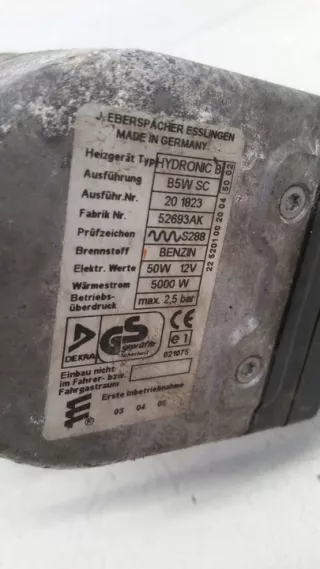 J. EBERSPÄCHER ESSLINGEN
MADE IN GERMANY
Heizgerät Typ HYDRONIC B
Ausführung B5W SC
Ausführ.Nr. 20 1823
Fabrik Nr. 52693AK
Prüfzeichen S288
Brennstoff BENZIN
Elektr. Werte 50W 12V
Wärmestrom 5000 W
Betriebs-
überdruck max. 2,5 bar
DEKRA
GS
geprüfte
Sicherheit
CE
e1
021075
Einbau nicht
im Fahrer- bzw.
Fahrgastraum
Erste Inbetriebnahme
03 04 05
®
22 5201 00 20 04 50 02